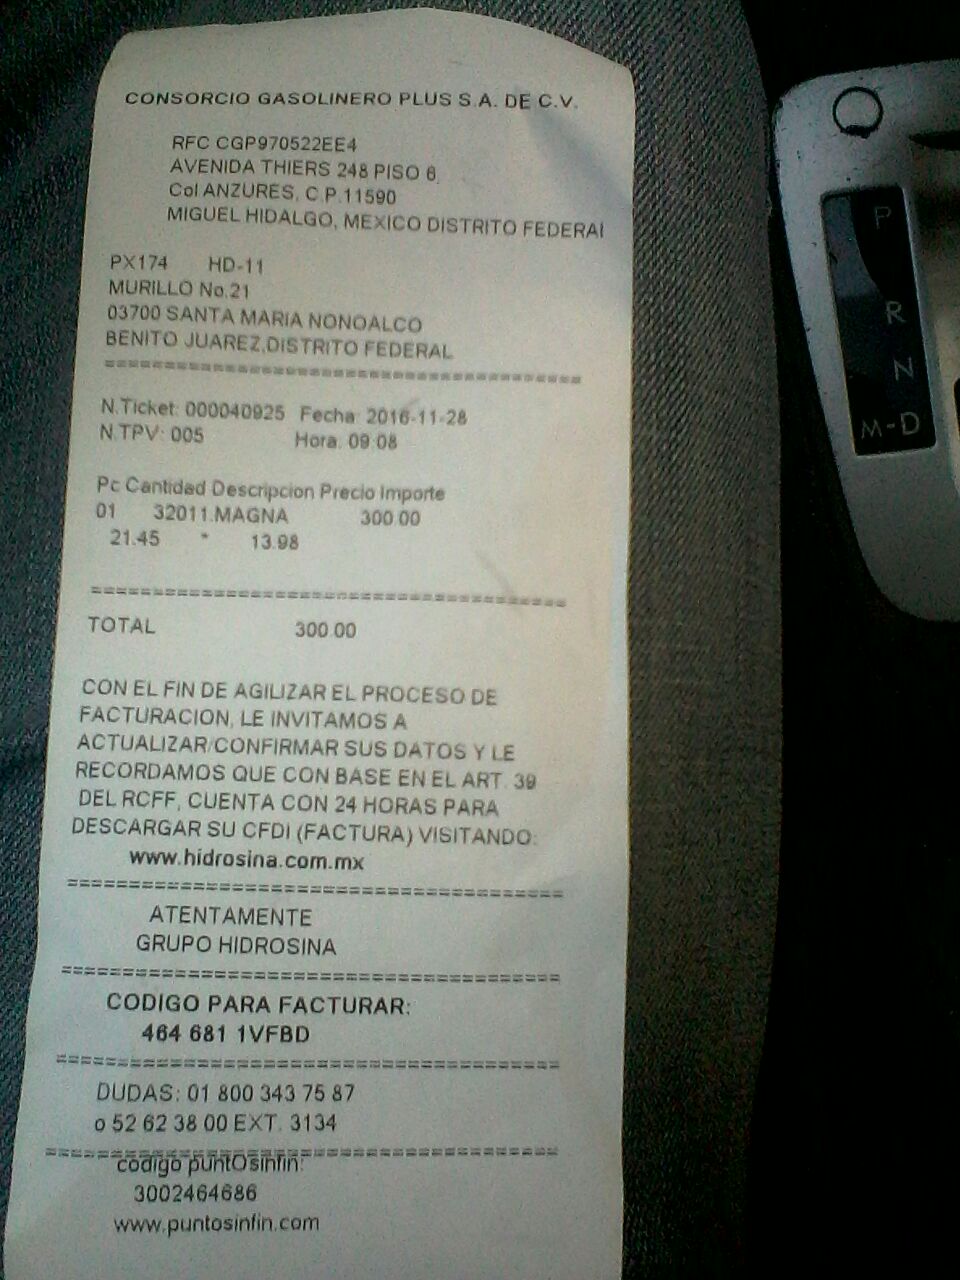 CONSORCIO GASOLINERO PLUS S.A. DE C.V.
RFC CGP970522EE4
AVENIDA THIERS 248 PISO 6
Col ANZURES, C.P.11590
MIGUEL HIDALGO, MEXICO DISTRITO FEDERAL
PX174 HD-11
MURILLO No.21
03700 SANTA MARIA NONOALCO
BENITO JUAREZ,DISTRITO FEDERAL
=======================================
N.Ticket: 000040925 Fecha: 2016-11-28
N.TPV: 005 Hora: 09:08
Pc Cantidad Descripcion Precio Importe
01 32011.MAGNA 300.00
21.45 * 13.98
=======================================
TOTAL 300.00
CON EL FIN DE AGILIZAR EL PROCESO DE
FACTURACION, LE INVITAMOS A
ACTUALIZAR/CONFIRMAR SUS DATOS Y LE
RECORDAMOS QUE CON BASE EN EL ART. 39
DEL RCFF, CUENTA CON 24 HORAS PARA
DESCARGAR SU CFDI (FACTURA) VISITANDO:
www.hidrosina.com.mx
=======================================
ATENTAMENTE
GRUPO HIDROSINA
=======================================
CODIGO PARA FACTURAR:
464 681 1VFBD
=======================================
DUDAS: 01 800 343 75 87
o 52 62 38 00 EXT. 3134
=======================================
codigo puntOsinfin:
3002464686
www.puntosinfin.com
P
R
N
M-D